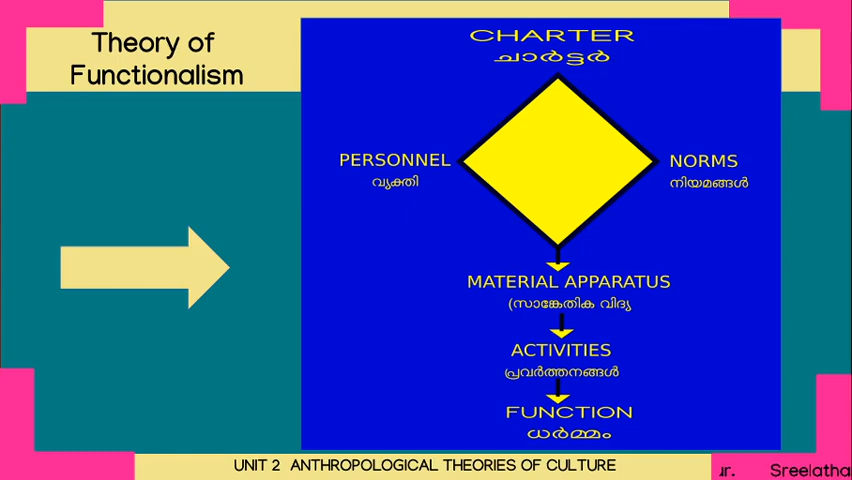 Theory of
Functionalism
CHARTER
ചാർട്ടർ
PERSONNEL
വ്യക്തി
NORMS
നിയമങ്ങൾ
MATERIAL APPARATUS
(സാങ്കേതിക വിദ്യ
ACTIVITIES
പ്രവർത്തനങ്ങൾ
FUNCTION
ധർമ്മം
UNIT 2 ANTHROPOLOGICAL THEORIES OF CULTURE
ur. Sreelatha